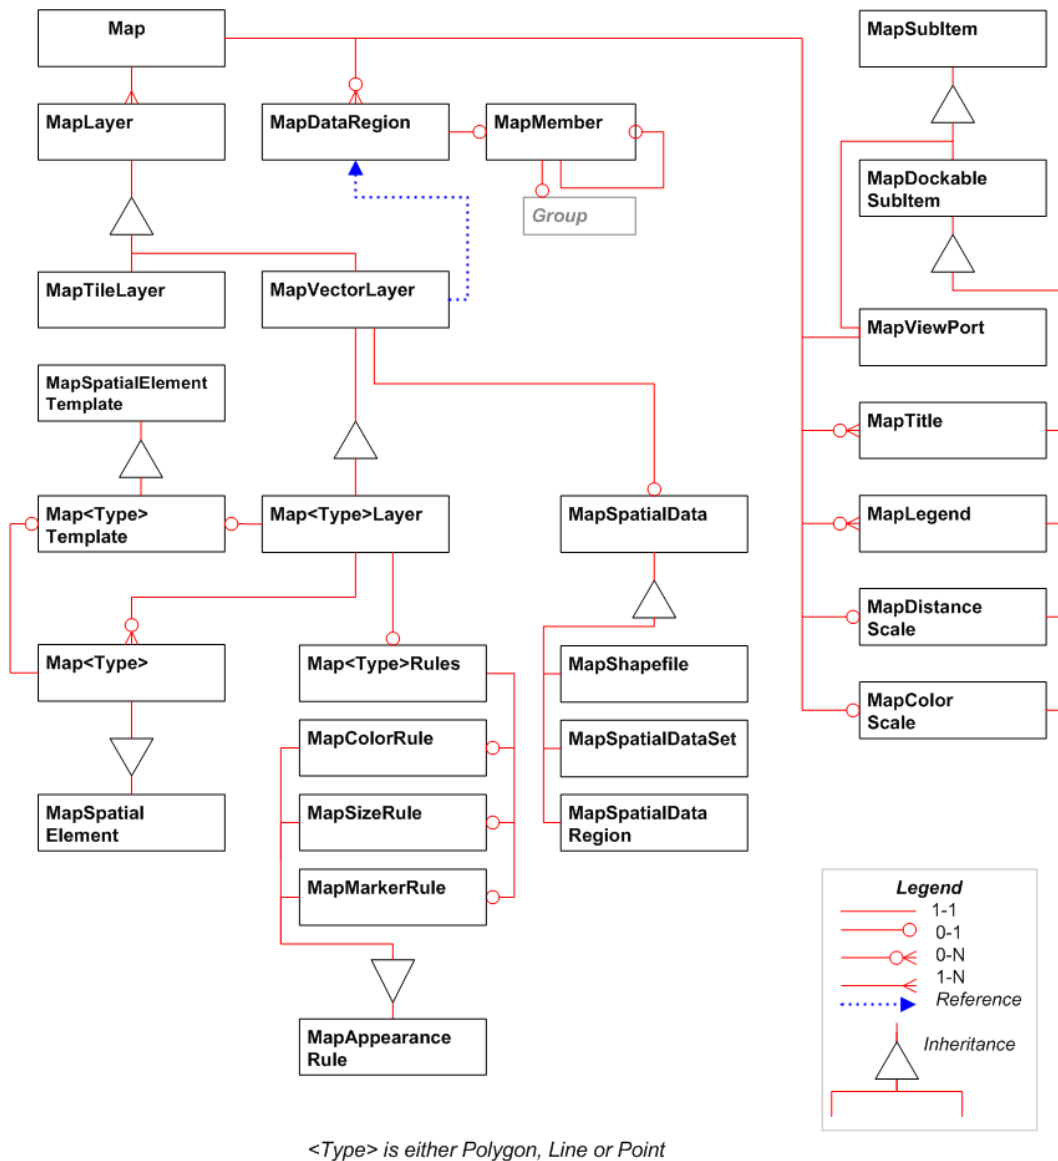 Map
MapSubItem
MapLayer
MapDataRegion
MapMember
MapDockable
SubItem
Group
MapTileLayer
MapVectorLayer
MapViewPort
MapSpatialElement
Template
MapTitle
Map<Type>
Template
Map<Type>Layer
MapSpatialData
MapLegend
MapDistance
Scale
Map<Type>
Map<Type>Rules
MapShapefile
MapColor
Scale
MapColorRule
MapSpatialDataSet
MapSpatial
Element
MapSizeRule
MapSpatialData
Region
MapMarkerRule
Legend
1-1
0-1
0-N
1-N
Reference
Inheritance
MapAppearance
Rule
<Type> is either Polygon, Line or Point